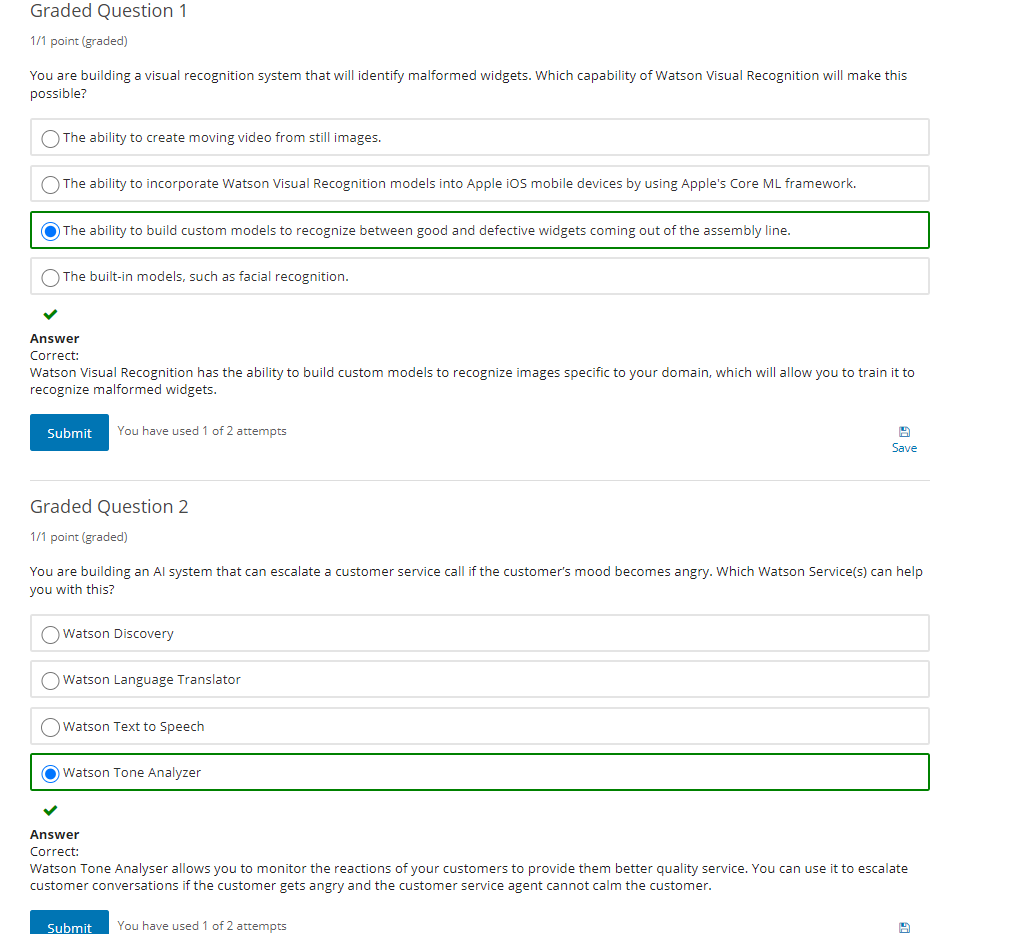 Graded Question 1
1/1 point (graded)
You are building a visual recognition system that will identify malformed widgets. Which capability of Watson Visual Recognition will make this
possible?
The ability to create moving video from still images.
The ability to incorporate Watson Visual Recognition models into Apple iOS mobile devices by using Apple's Core ML framework.
The ability to build custom models to recognize between good and defective widgets coming out of the assembly line.
The built-in models, such as facial recognition.
Answer
Correct:
Watson Visual Recognition has the ability to build custom models to recognize images specific to your domain, which will allow you to train it to
recognize malformed widgets.
Submit You have used 1 of 2 attempts
Save
Graded Question 2
1/1 point (graded)
You are building an AI system that can escalate a customer service call if the customer’s mood becomes angry. Which Watson Service(s) can help
you with this?
Watson Discovery
Watson Language Translator
Watson Text to Speech
Watson Tone Analyzer
Answer
Correct:
Watson Tone Analyser allows you to monitor the reactions of your customers to provide them better quality service. You can use it to escalate
customer conversations if the customer gets angry and the customer service agent cannot calm the customer.
Submit You have used 1 of 2 attempts